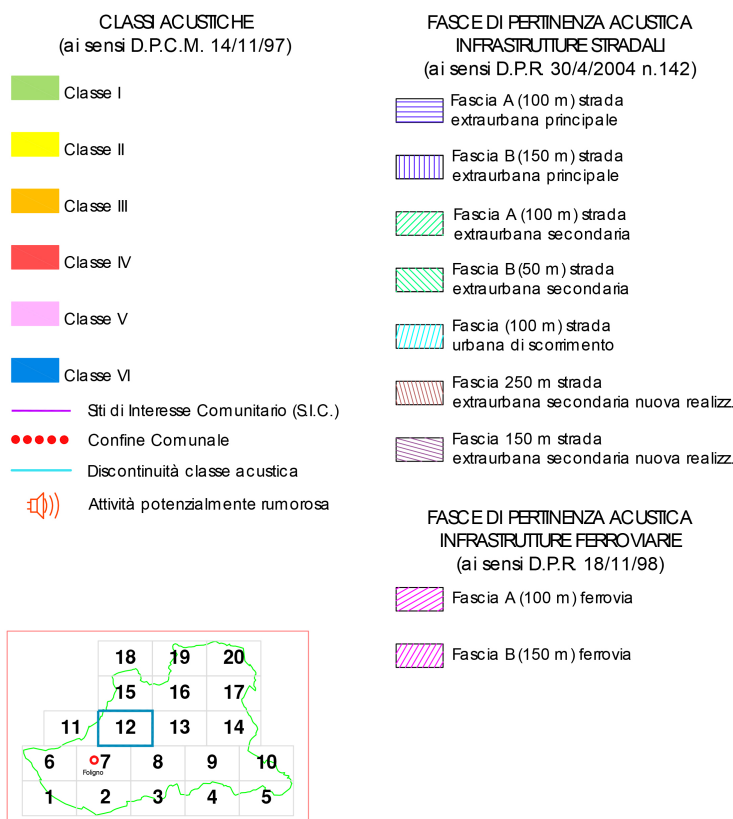 CLASSI ACUSTICHE
(ai sensi D.P.C.M. 14/11/97)
Classe I
Classe II
Classe III
Classe IV
Classe V
Classe VI
Siti di Interesse Comunitario (S.I.C.)
Confine Comunale
Discontinuità classe acustica
Attività potenzialmente rumorosa
FASCE DI PERTINENZA ACUSTICA
INFRASTRUTTURE STRADALI
(ai sensi D.P.R. 30/4/2004 n.142)
Fascia A (100 m) strada
extraurbana principale
Fascia B (150 m) strada
extraurbana principale
Fascia A (100 m) strada
extraurbana secondaria
Fascia B (50 m) strada
extraurbana secondaria
Fascia (100 m) strada
urbana di scorrimento
Fascia 250 m strada
extraurbana secondaria nuova realizz.
Fascia 150 m strada
extraurbana secondaria nuova realizz.
FASCE DI PERTINENZA ACUSTICA
INFRASTRUTTURE FERROVIARIE
(ai sensi D.P.R. 18/11/98)
Fascia A (100 m) ferrovia
Fascia B (150 m) ferrovia
18 19 20
15 16 17
11 12 13 14
6 7 8 9 10
Foligno
1 2 3 4 5